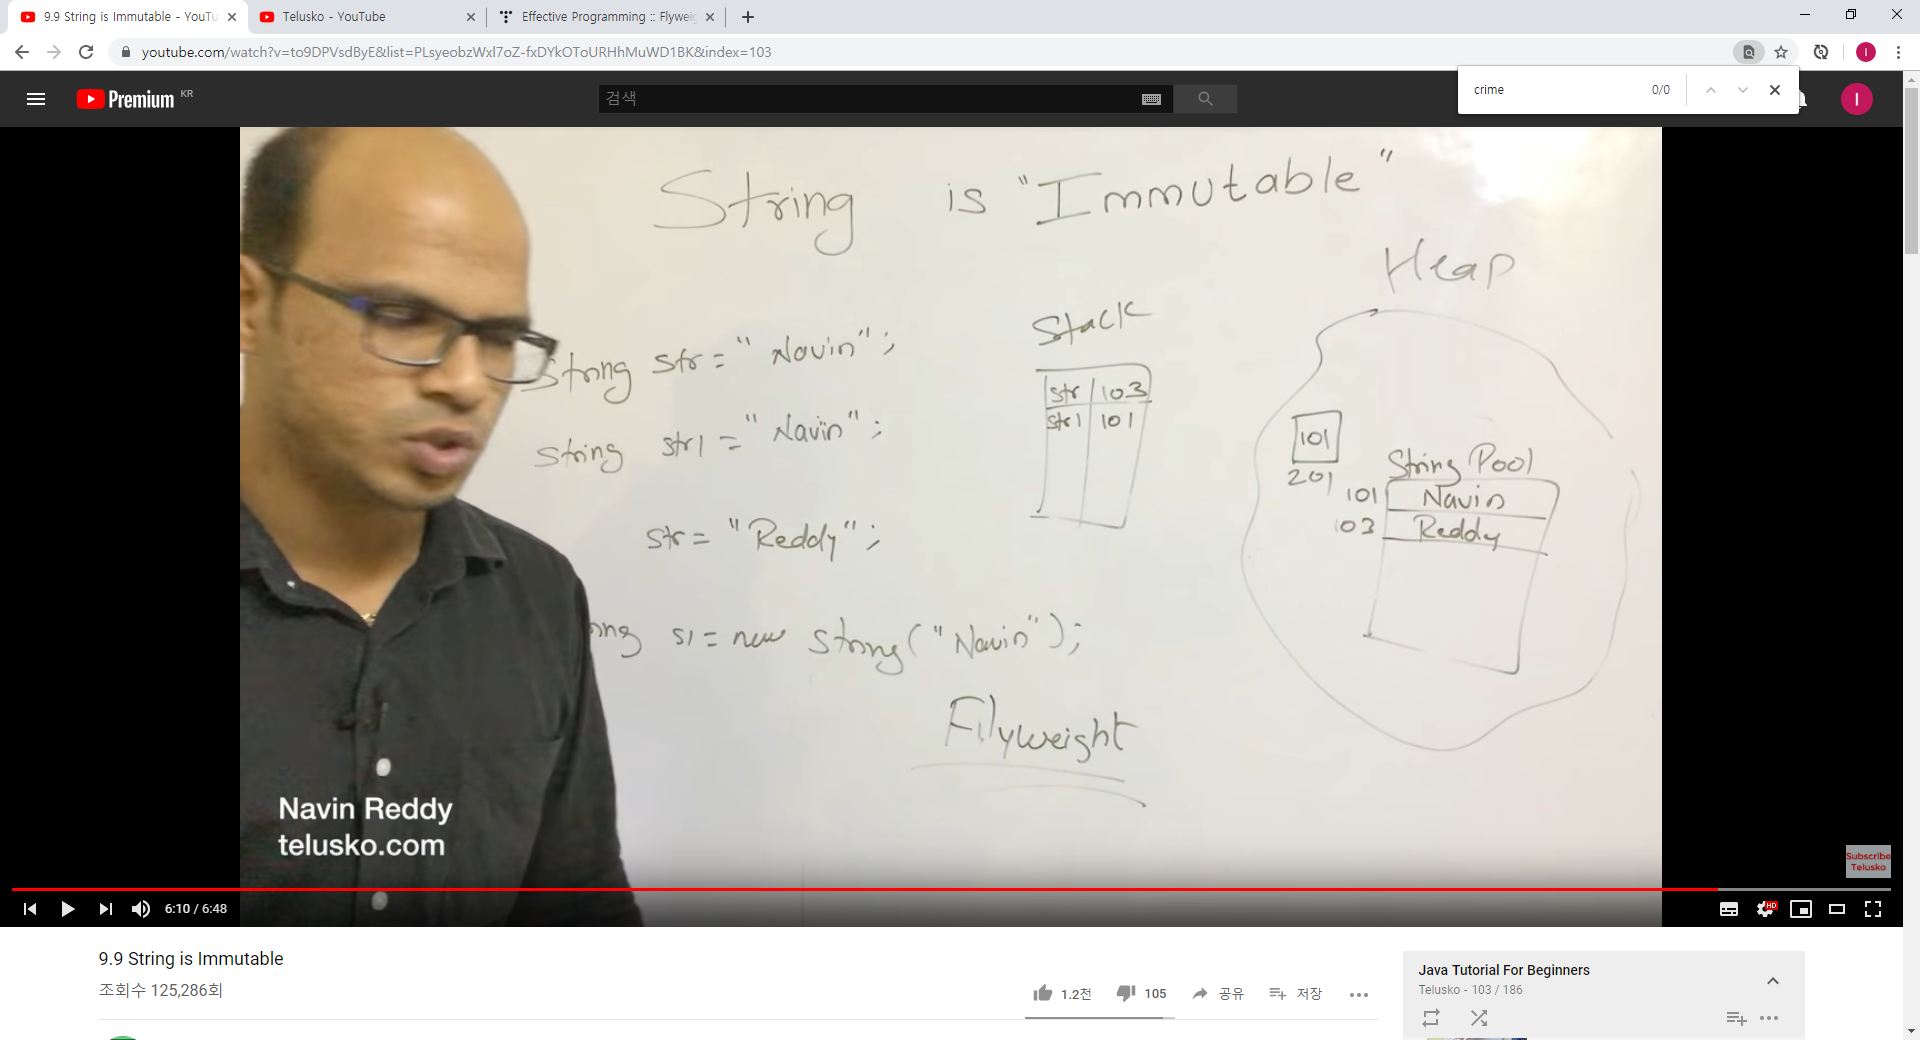 9.9 String is Immutable - YouTu
Telusko - YouTube
Effective Programming :: Flywei
youtube.com/watch?v=to9DPVsdByE&list=PLsyeobzWxl7oZ-fxDYkOToURHhMuWD1BK&index=103
Premium KR
검색
crime 0/0
I
I
String is "Immutable"
Heap
Stack
String str = "Navin";
str 103
str1 101
String str1 = "Navin";
101
201
String Pool
101 Navin
103 Reddy
str = "Reddy";
ing s1 = new String("Navin");
Flyweight
Navin Reddy
telusko.com
Subscribe
Telusko
6:10 / 6:48
HD
9.9 String is Immutable
조회수 125,286회
1.2천 105 공유 저장
Java Tutorial For Beginners
Telusko - 103 / 186